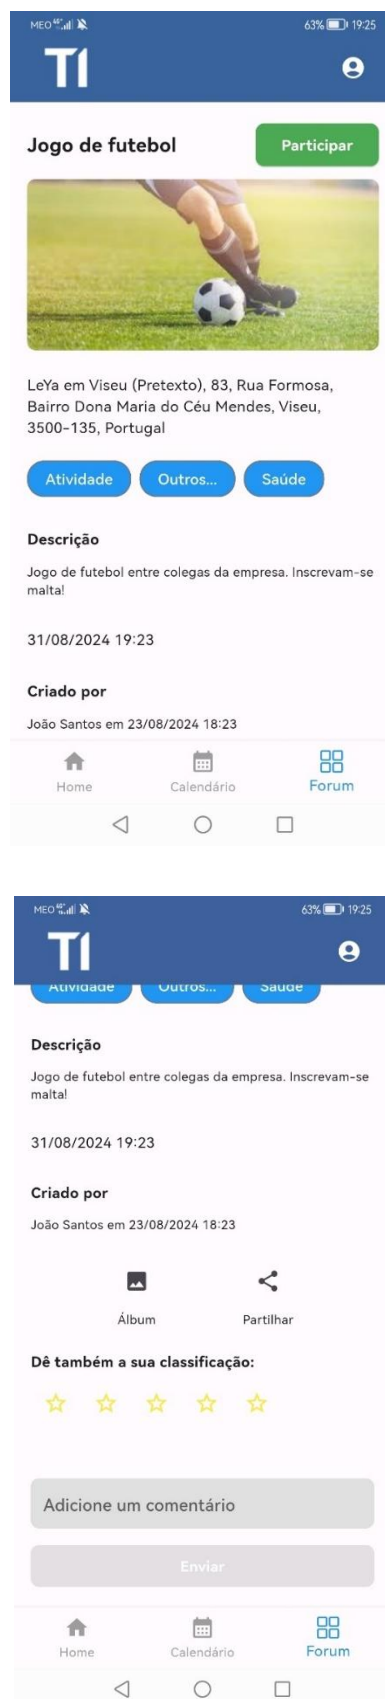 MEO 63% 19:25
T1
Jogo de futebol Participar
LeYa em Viseu (Pretexto), 83, Rua Formosa,
Bairro Dona Maria do Céu Mendes, Viseu,
3500-135, Portugal
Atividade Outros... Saúde
Descrição
Jogo de futebol entre colegas da empresa. Inscrevam-se
malta!
31/08/2024 19:23
Criado por
João Santos em 23/08/2024 18:23
Home Calendário Forum
MEO 63% 19:25
T1
Atividade Outros... Saúde
Descrição
Jogo de futebol entre colegas da empresa. Inscrevam-se
malta!
31/08/2024 19:23
Criado por
João Santos em 23/08/2024 18:23
Álbum Partilhar
Dê também a sua classificação:
Adicione um comentário
Enviar
Home Calendário Forum